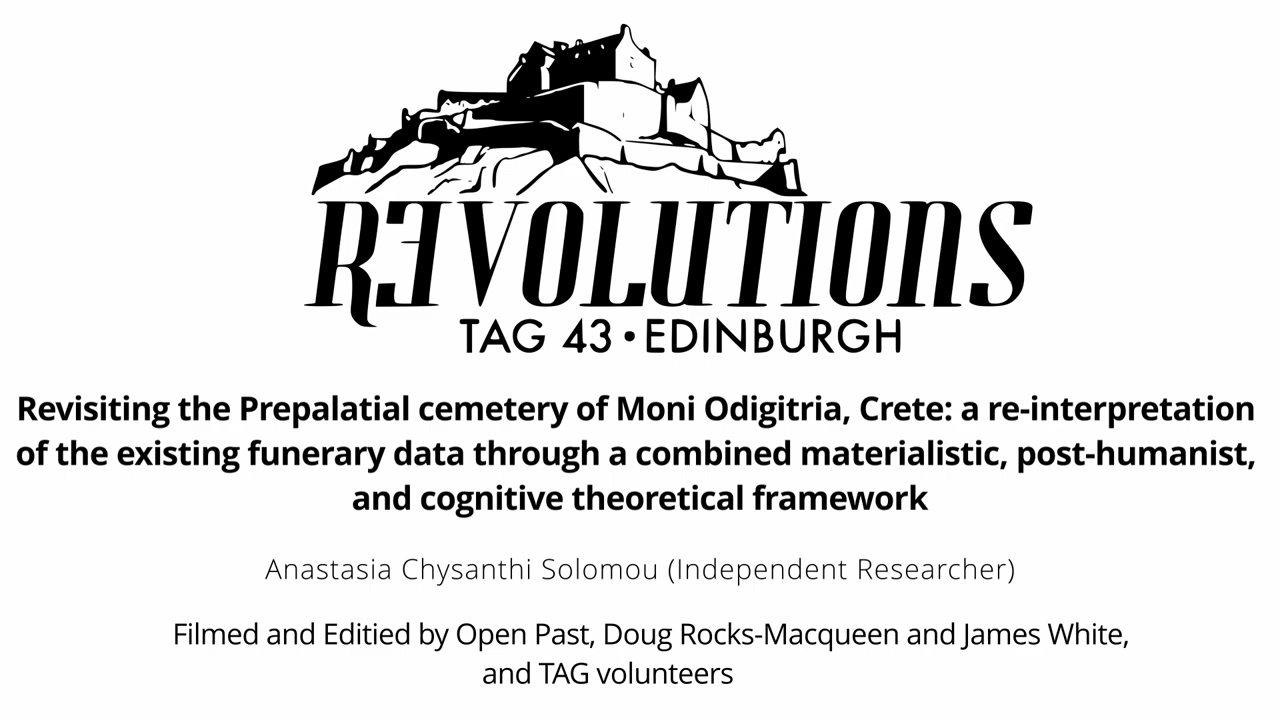 REVOLUTIONS
TAG 43 • EDINBURGH
Revisiting the Prepalatial cemetery of Moni Odigitria, Crete: a re-interpretation
of the existing funerary data through a combined materialistic, post-humanist,
and cognitive theoretical framework
Anastasia Chysanthi Solomou (Independent Researcher)
Filmed and Editied by Open Past, Doug Rocks-Macqueen and James White,
and TAG volunteers